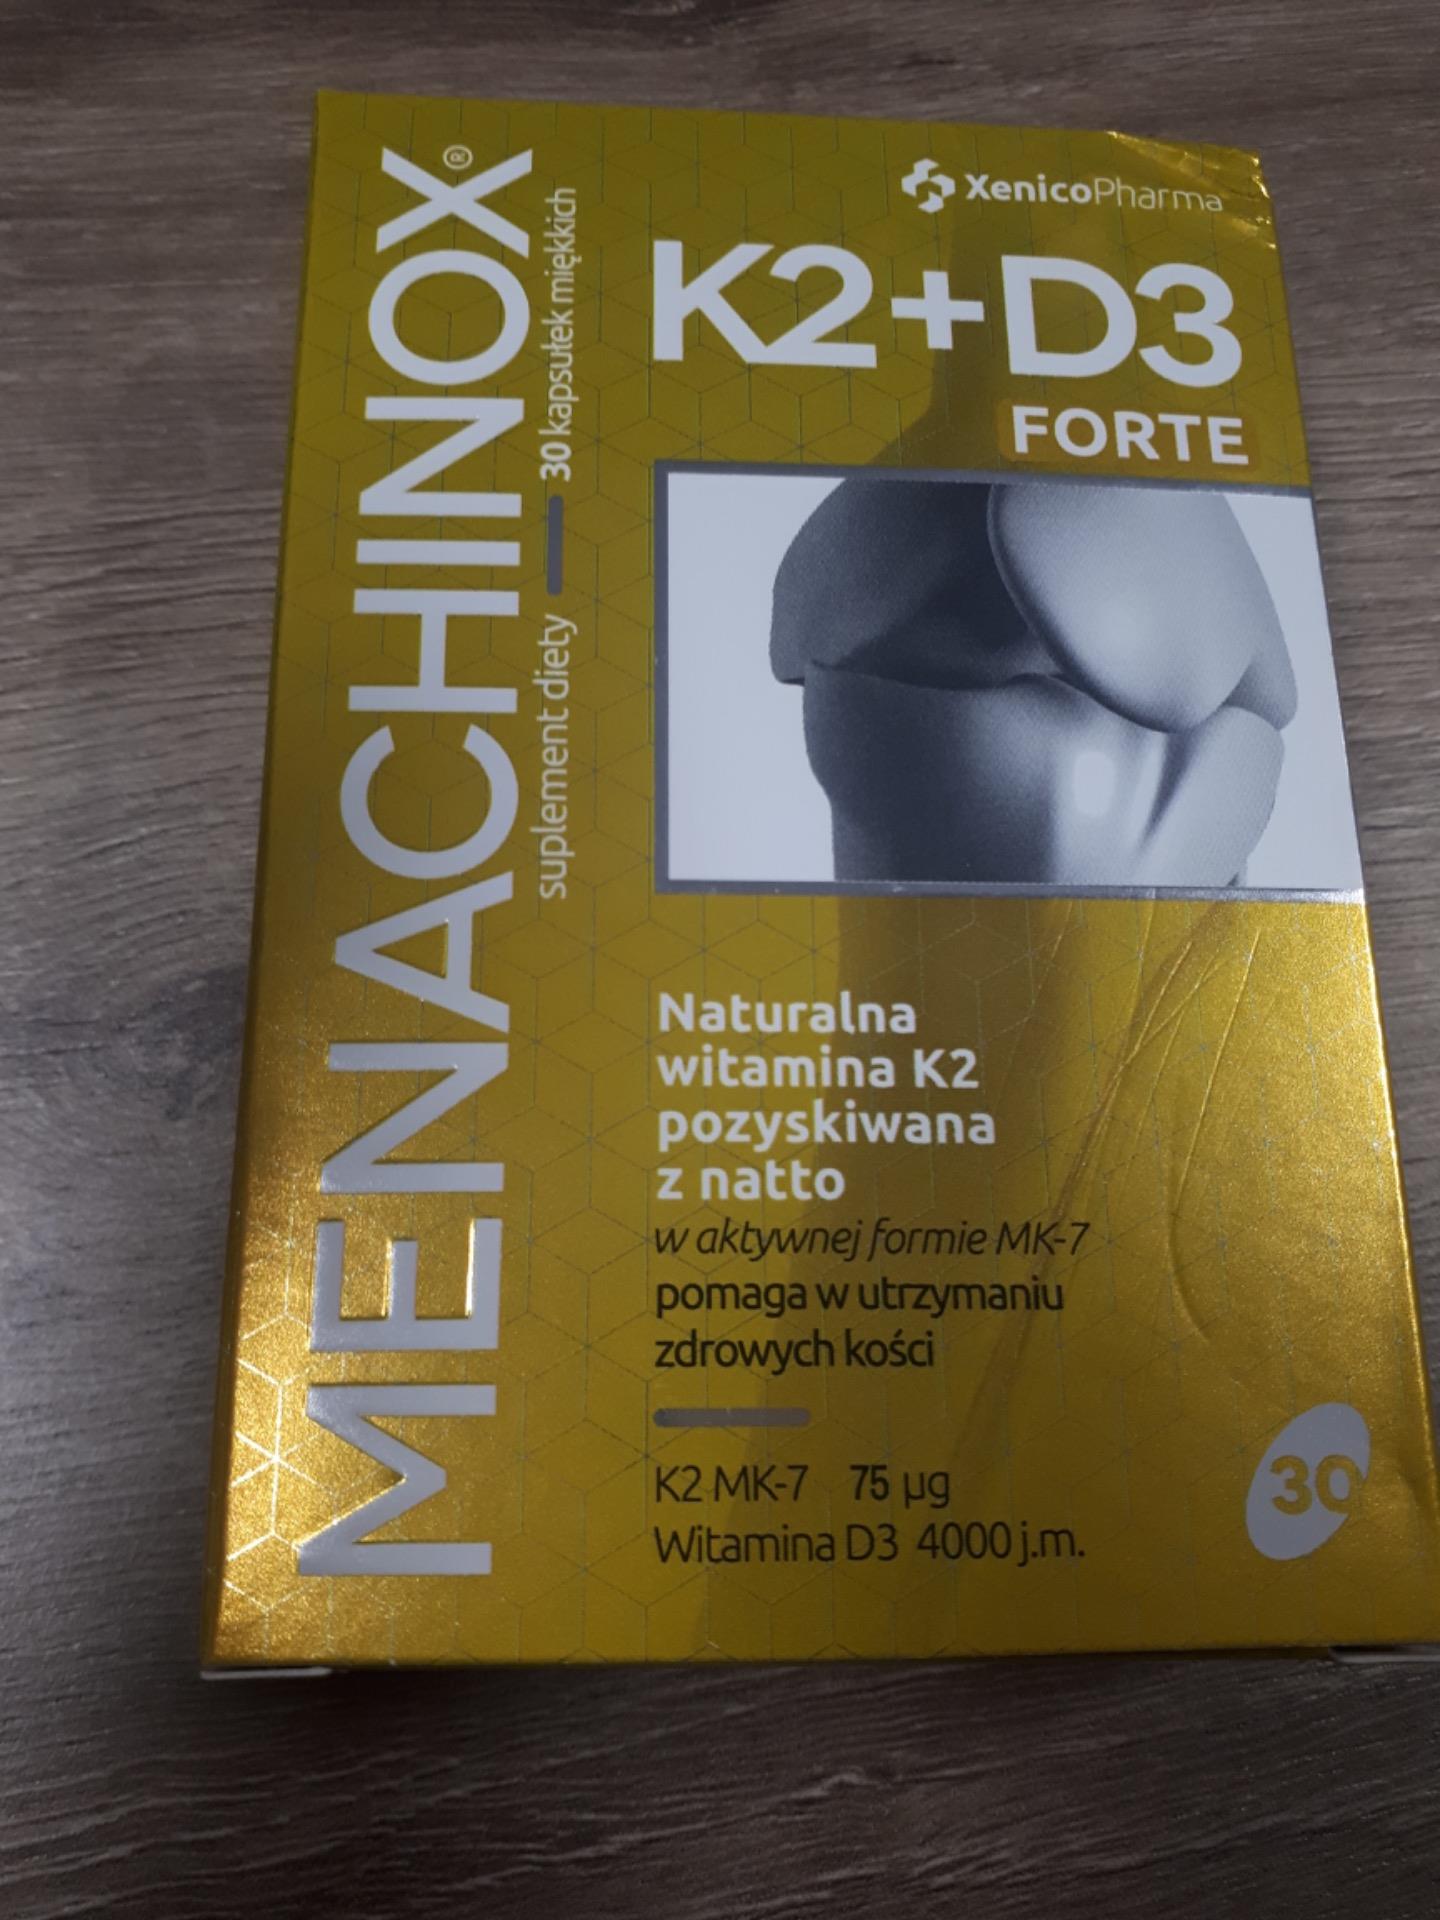 MENACHINOX®
suplement diety — 30 kapsułek miękkich
XenicoPharma
K2+D3
FORTE
Naturalna
witamina K2
pozyskiwana
z natto
w aktywnej formie MK-7
pomaga w utrzymaniu
zdrowych kości
K2 MK-7 75 µg
Witamina D3 4000 j.m.
30